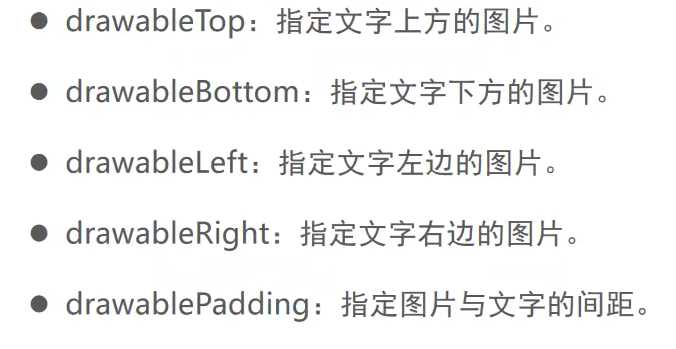 ● drawableTop：指定文字上方的图片。
● drawableBottom：指定文字下方的图片。
● drawableLeft：指定文字左边的图片。
● drawableRight：指定文字右边的图片。
● drawablePadding：指定图片与文字的间距。